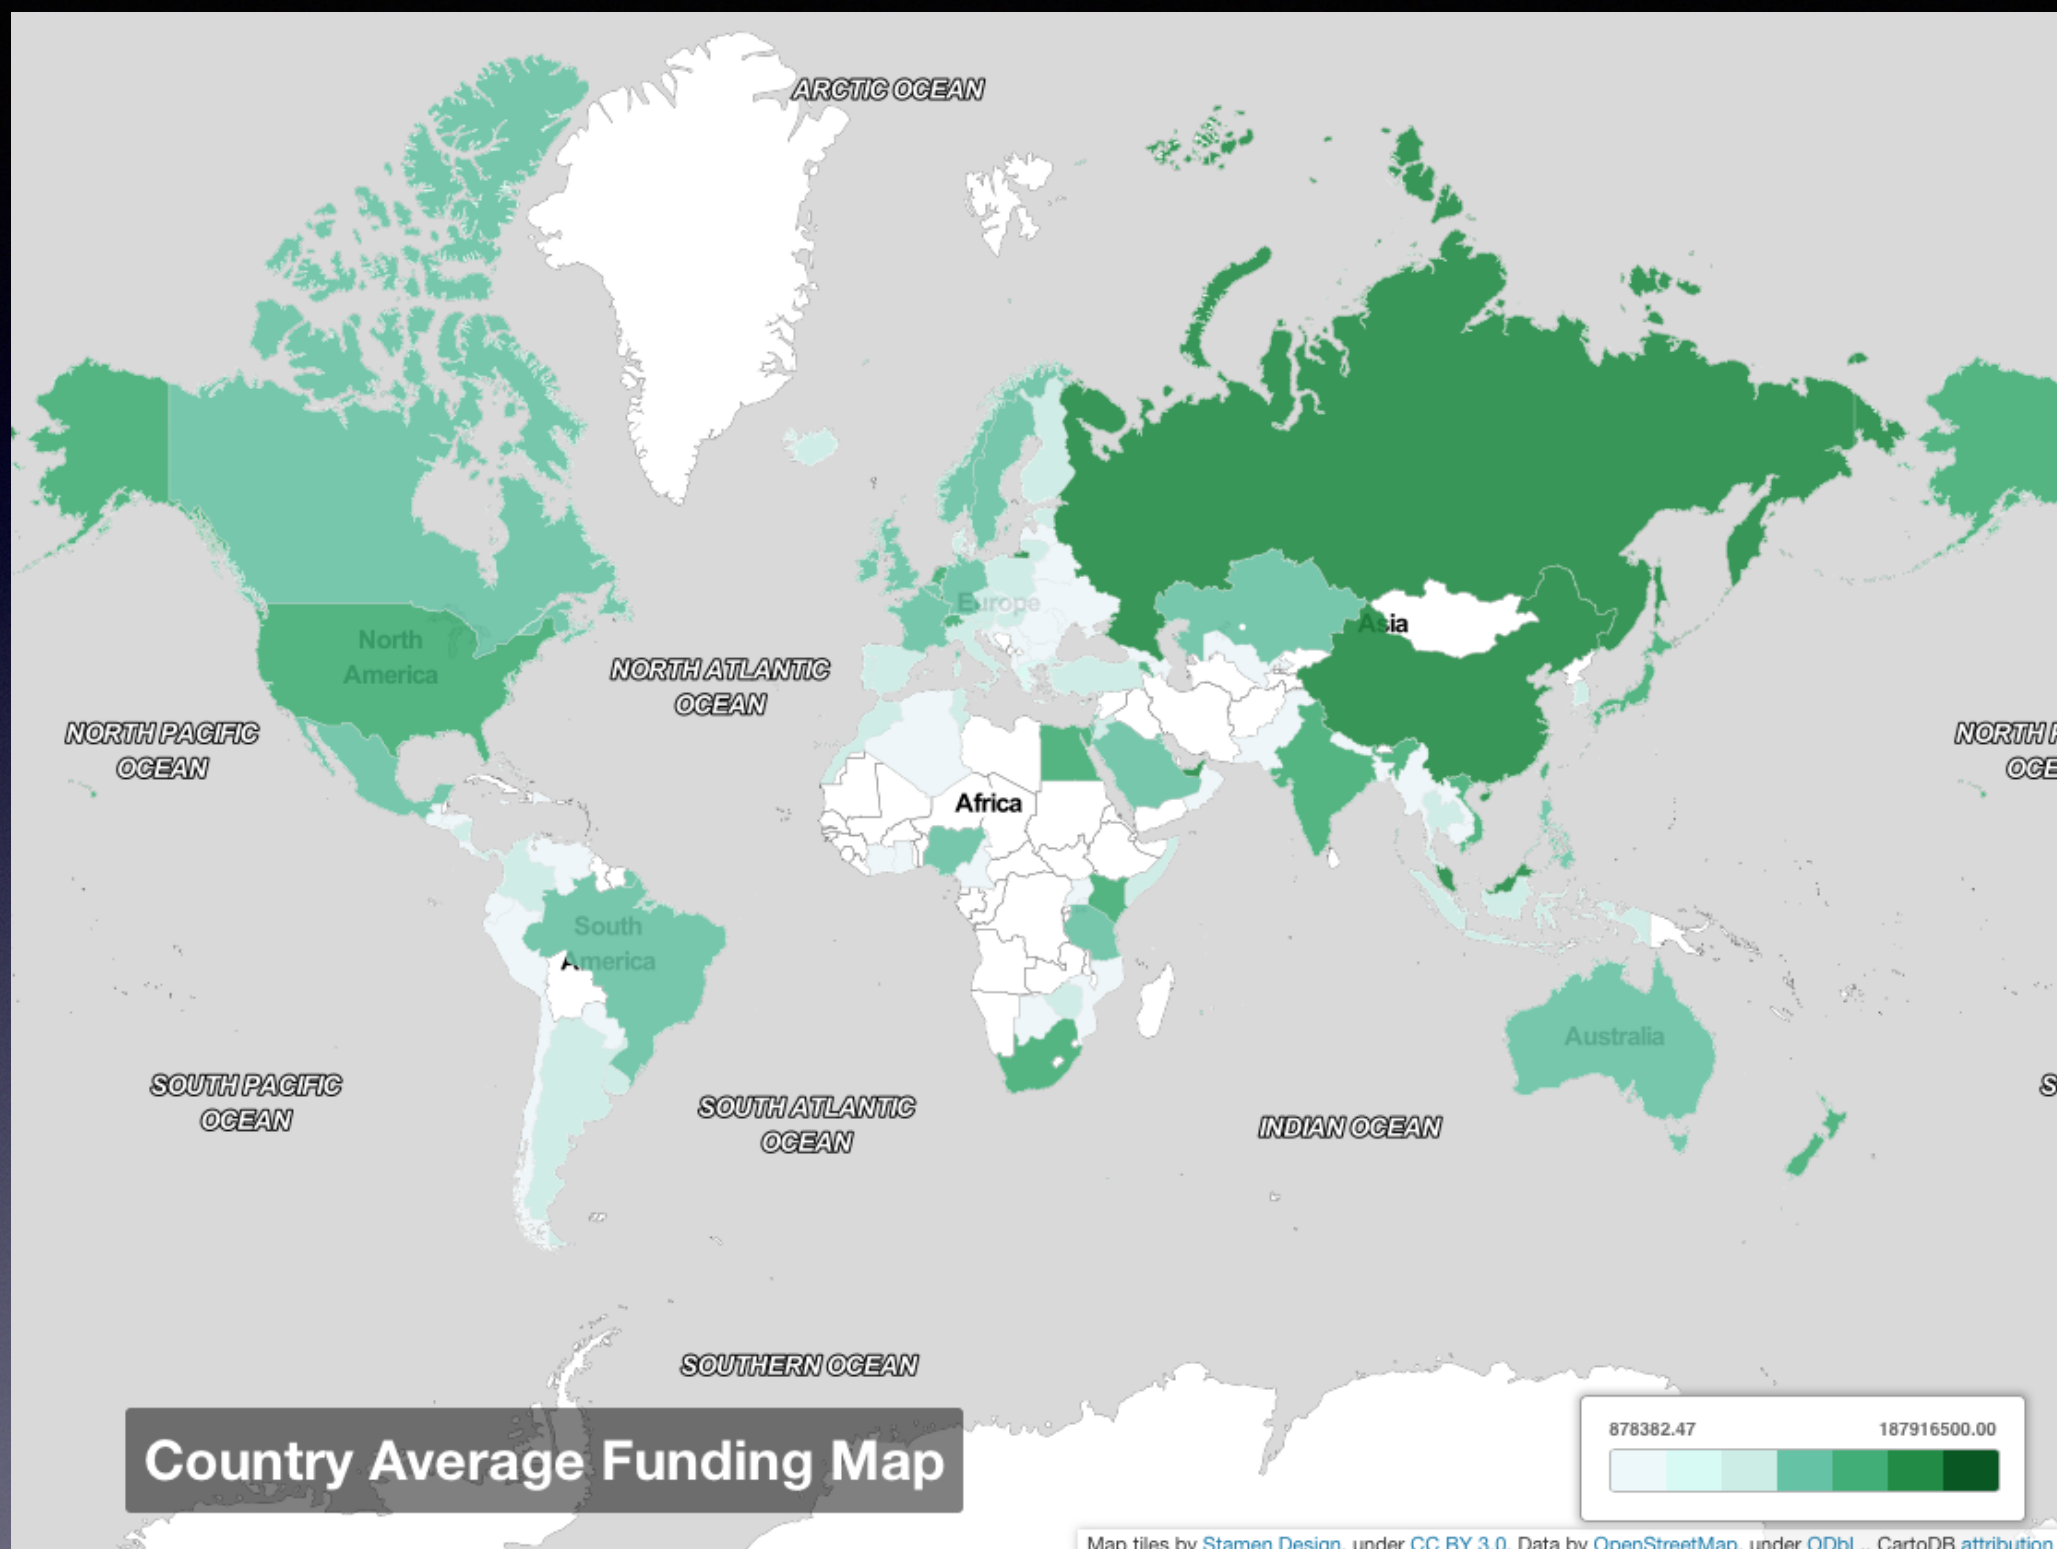 ARCTIC OCEAN
Europe
Asia
North
America
NORTH ATLANTIC
OCEAN
NORTH PACIFIC
OCEAN
NORTH
Africa
South
America
Australia
SOUTH PACIFIC
OCEAN
SOUTH ATLANTIC
OCEAN
INDIAN OCEAN
SOUTHERN OCEAN
Country Average Funding Map
878382.47 187916500.00
Map tiles by Stamen Design, under CC BY 3.0. Data by OpenStreetMap, under ODbL., CartoDB attribution